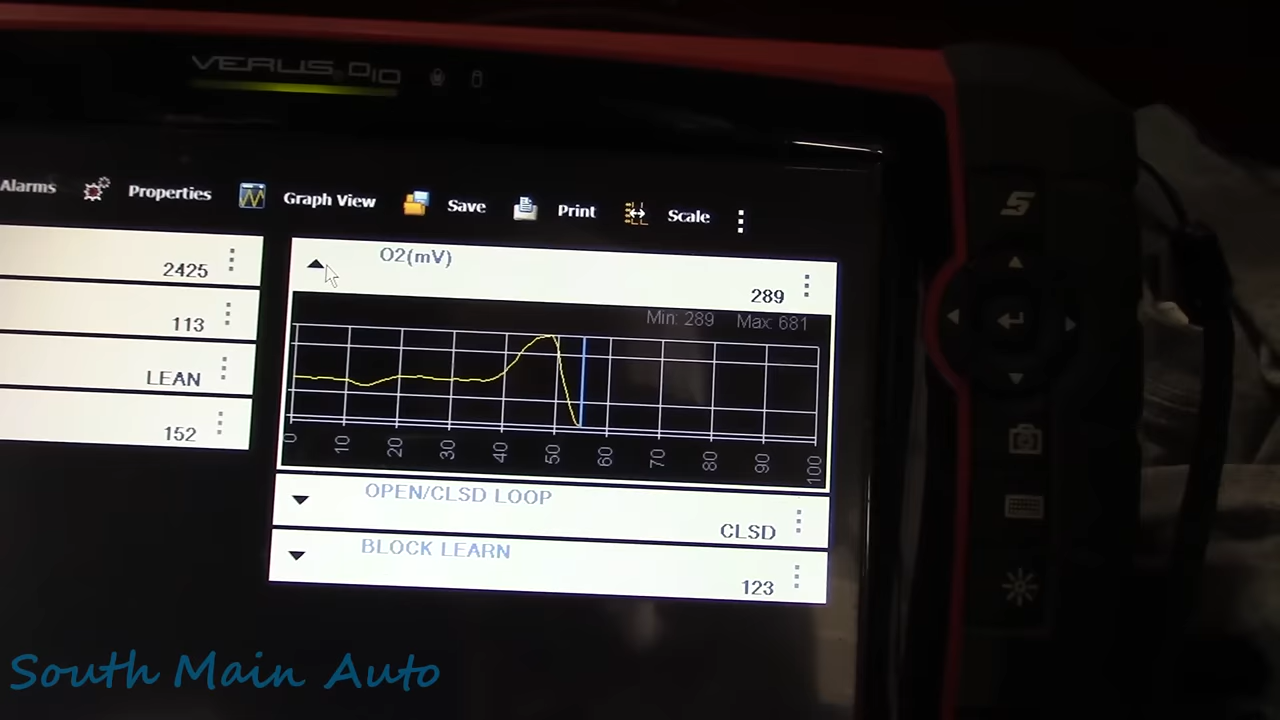 VERUS PRO
Alarms Properties Graph View Save Print Scale
2425
113
LEAN
152
O2(mV)
289
Min: 289 Max: 681
0 10 20 30 40 50 60 70 80 90 100
OPEN/CLSD LOOP
CLSD
BLOCK LEARN
123
South Main Auto